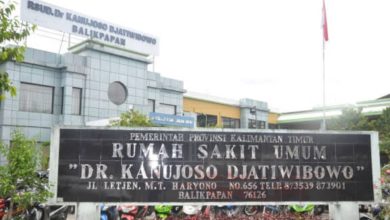 RSUD.Dr KANUJOSO DJATIWIBOWO
BALIKPAPAN
PEMERINTAH PROVINSI KALIMANTAN TIMUR
RUMAH SAKIT UMUM
"DR. KANUJOSO DJATIWIBOWO"
JL LETJEN, M.T. HARYONO NO.656 TELP. 873539 873901
BALIKPAPAN 76126